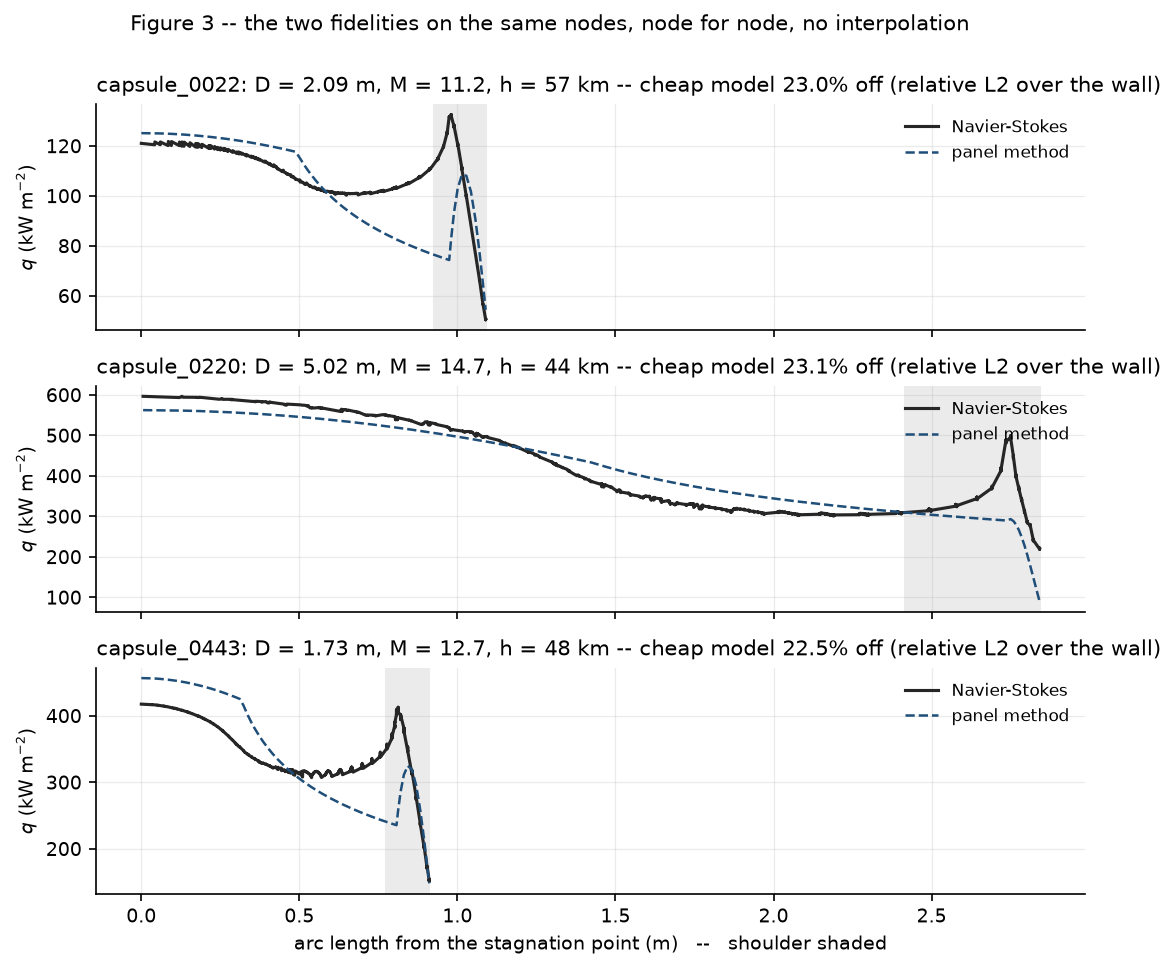 Figure 3 -- the two fidelities on the same nodes, node for node, no interpolation
capsule_0022: D = 2.09 m, M = 11.2, h = 57 km -- cheap model 23.0% off (relative L2 over the wall)
q (kW m⁻²)
120
100
80
60
Navier-Stokes
panel method
capsule_0220: D = 5.02 m, M = 14.7, h = 44 km -- cheap model 23.1% off (relative L2 over the wall)
q (kW m⁻²)
600
500
400
300
200
100
Navier-Stokes
panel method
capsule_0443: D = 1.73 m, M = 12.7, h = 48 km -- cheap model 22.5% off (relative L2 over the wall)
q (kW m⁻²)
400
300
200
Navier-Stokes
panel method
0.0 0.5 1.0 1.5 2.0 2.5
arc length from the stagnation point (m) -- shoulder shaded